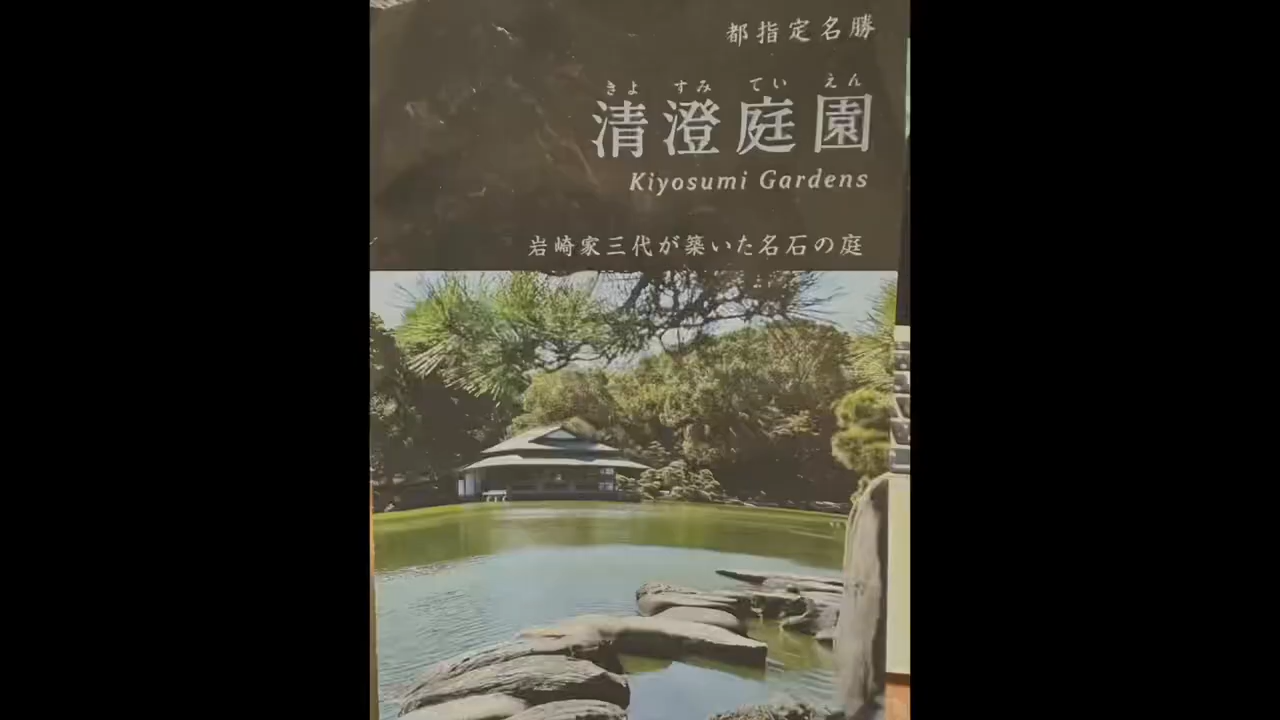 都指定名勝
きよ すみ てい えん
清澄庭園
Kiyosumi Gardens
岩崎家三代が築いた名石の庭